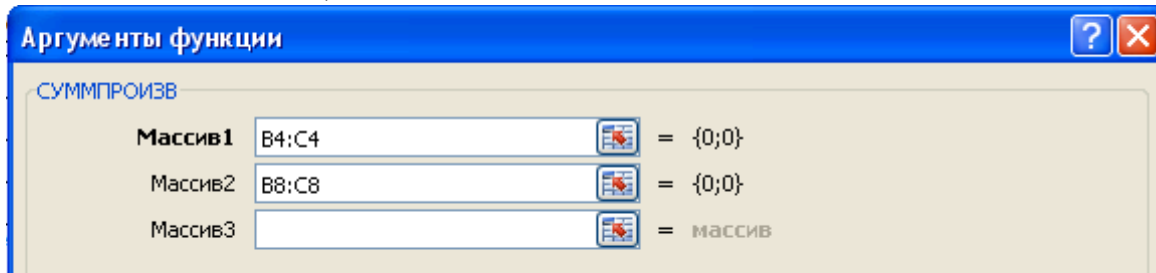 Аргументы функции
СУММПРОИЗВ
Массив1 B4:C4 = {0;0}
Массив2 B8:C8 = {0;0}
Массив3 = массив